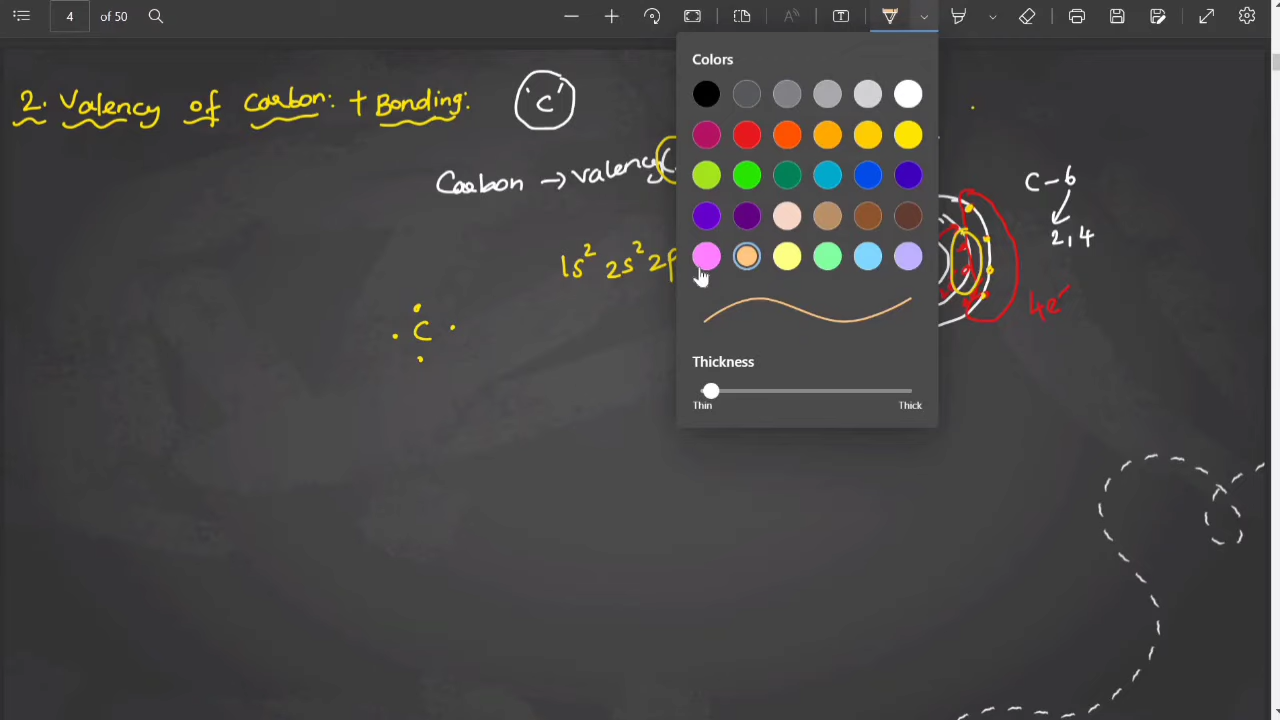 4 of 50
Colors
2. Valency of Carbon: + Bonding: 'C'
Carbon → valency (
C - 6
2, 4
1s² 2s² 2p
4e⁻
C
Thickness
Thin Thick